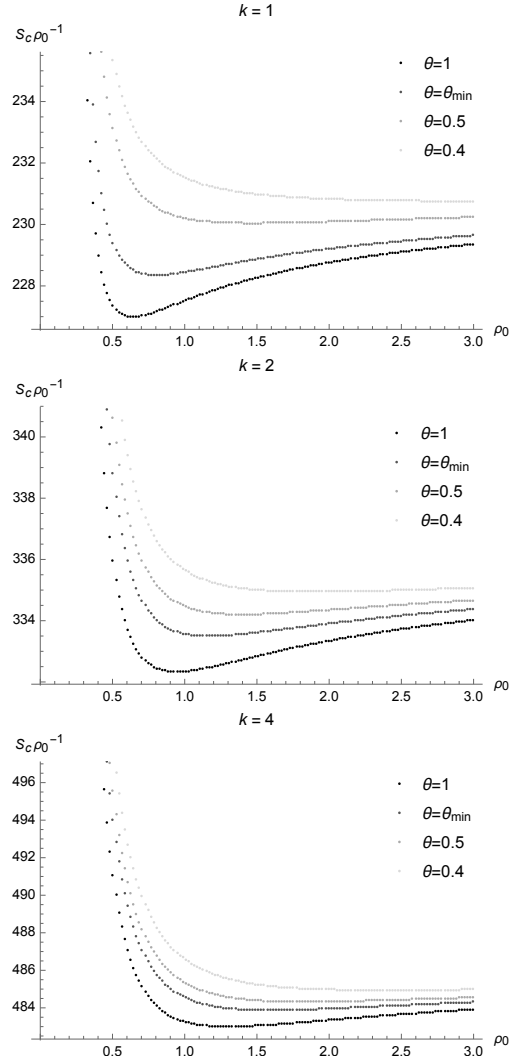 k = 1
S_c ρ_0^{-1}
θ=1
θ=θ_min
θ=0.5
θ=0.4
234
232
230
228
0.5 1.0 1.5 2.0 2.5 3.0 ρ_0
k = 2
S_c ρ_0^{-1}
θ=1
θ=θ_min
θ=0.5
θ=0.4
340
338
336
335
334
0.5 1.0 1.5 2.0 2.5 3.0 ρ_0
k = 4
S_c ρ_0^{-1}
θ=1
θ=θ_min
θ=0.5
θ=0.4
496
494
492
490
488
486
485
484
0.5 1.0 1.5 2.0 2.5 3.0 ρ_0